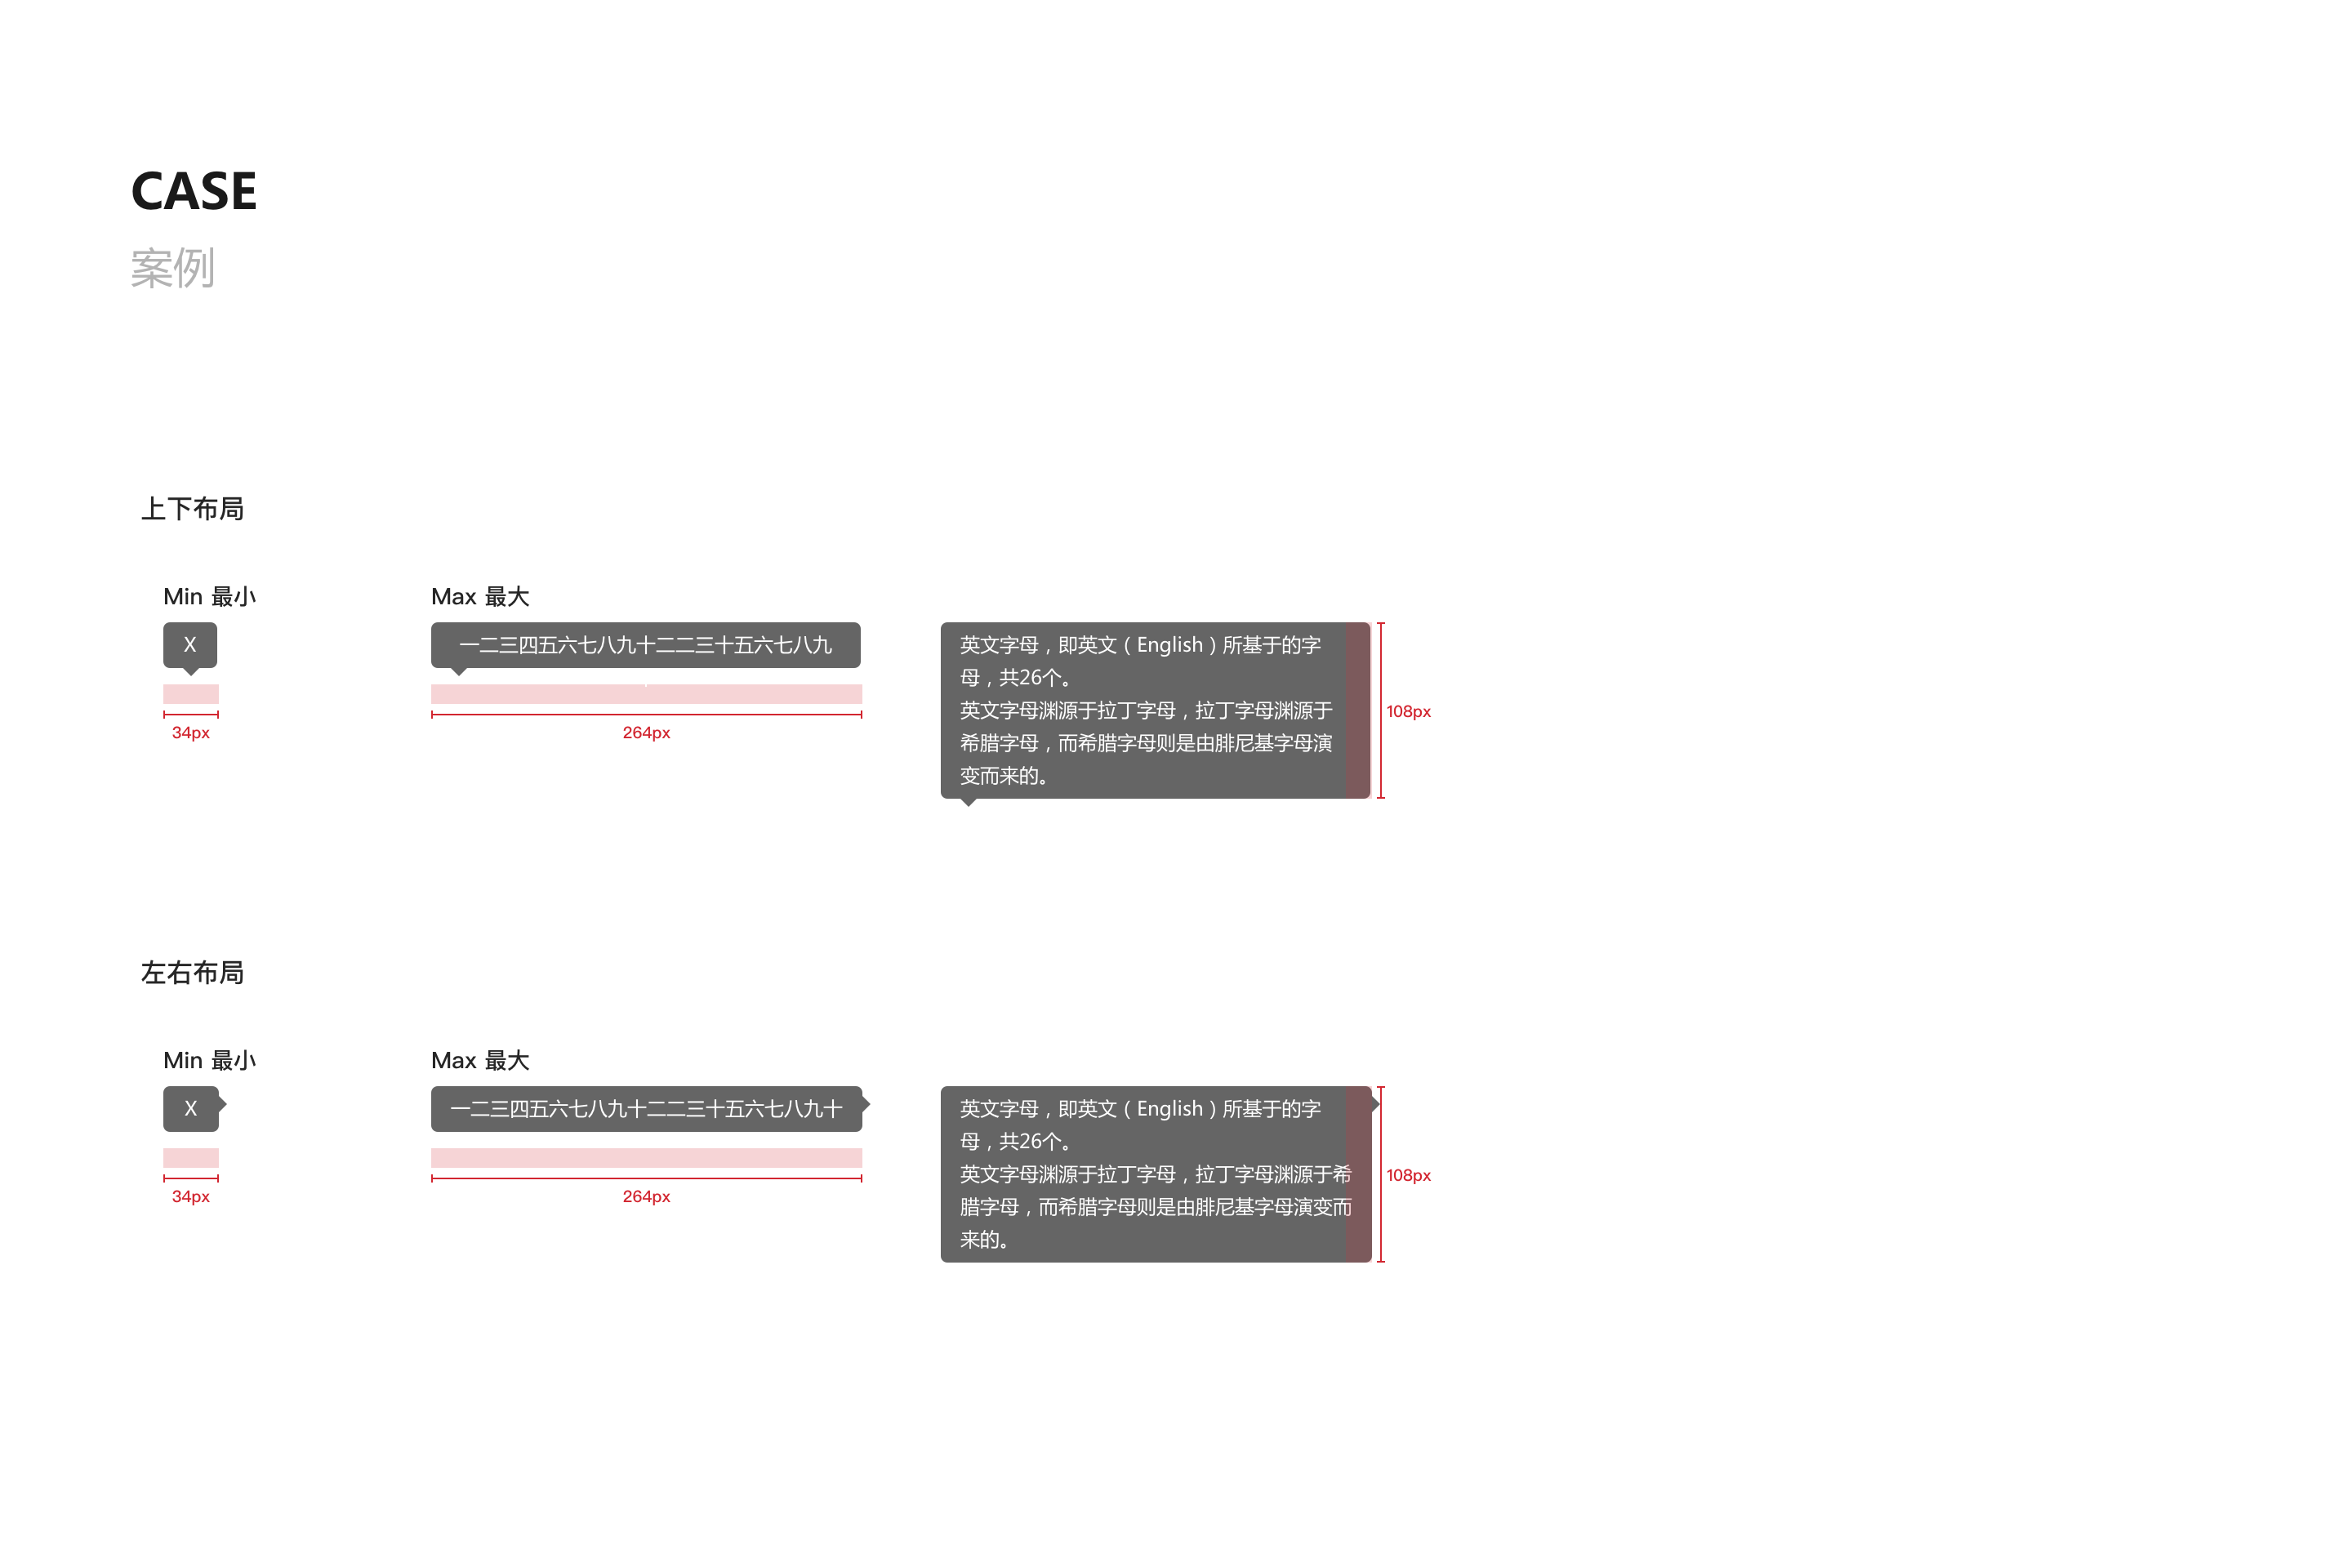 CASE
案例
上下布局
Min 最小
Max 最大
X
一二三四五六七八九十二二三十五六七八九
34px
264px
英文字母，即英文（English）所基于的字
母，共26个。
英文字母渊源于拉丁字母，拉丁字母渊源于
希腊字母，而希腊字母则是由腓尼基字母演
变而来的。
108px
左右布局
Min 最小
Max 最大
X
一二三四五六七八九十二二三十五六七八九十
34px
264px
英文字母，即英文（English）所基于的字
母，共26个。
英文字母渊源于拉丁字母，拉丁字母渊源于希
腊字母，而希腊字母则是由腓尼基字母演变而
来的。
108px